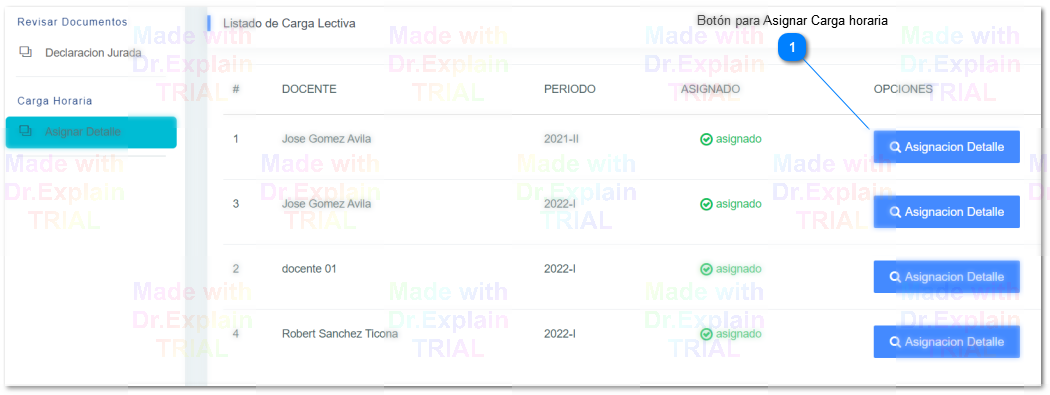 Revisar Documentos
Declaracion Jurada
Carga Horaria
Asignar Detalle
Listado de Carga Lectiva
Botón para Asignar Carga horaria
1
# DOCENTE PERIODO ASIGNADO OPCIONES
1 Jose Gomez Avila 2021-II asignado Asignacion Detalle
3 Jose Gomez Avila 2022-I asignado Asignacion Detalle
2 docente 01 2022-I asignado Asignacion Detalle
4 Robert Sanchez Ticona 2022-I asignado Asignacion Detalle
Made with Made with Made with Made with
Dr.Explain Dr.Explain Dr.Explain Dr.Explain
TRIAL TRIAL TRIAL TRIAL
Made with Made with Made with Made with
Dr.Explain Dr.Explain Dr.Explain Dr.Explain
TRIAL TRIAL TRIAL TRIAL
Made with Made with Made with Made with
Dr.Explain Dr.Explain Dr.Explain Dr.Explain
TRIAL TRIAL TRIAL TRIAL